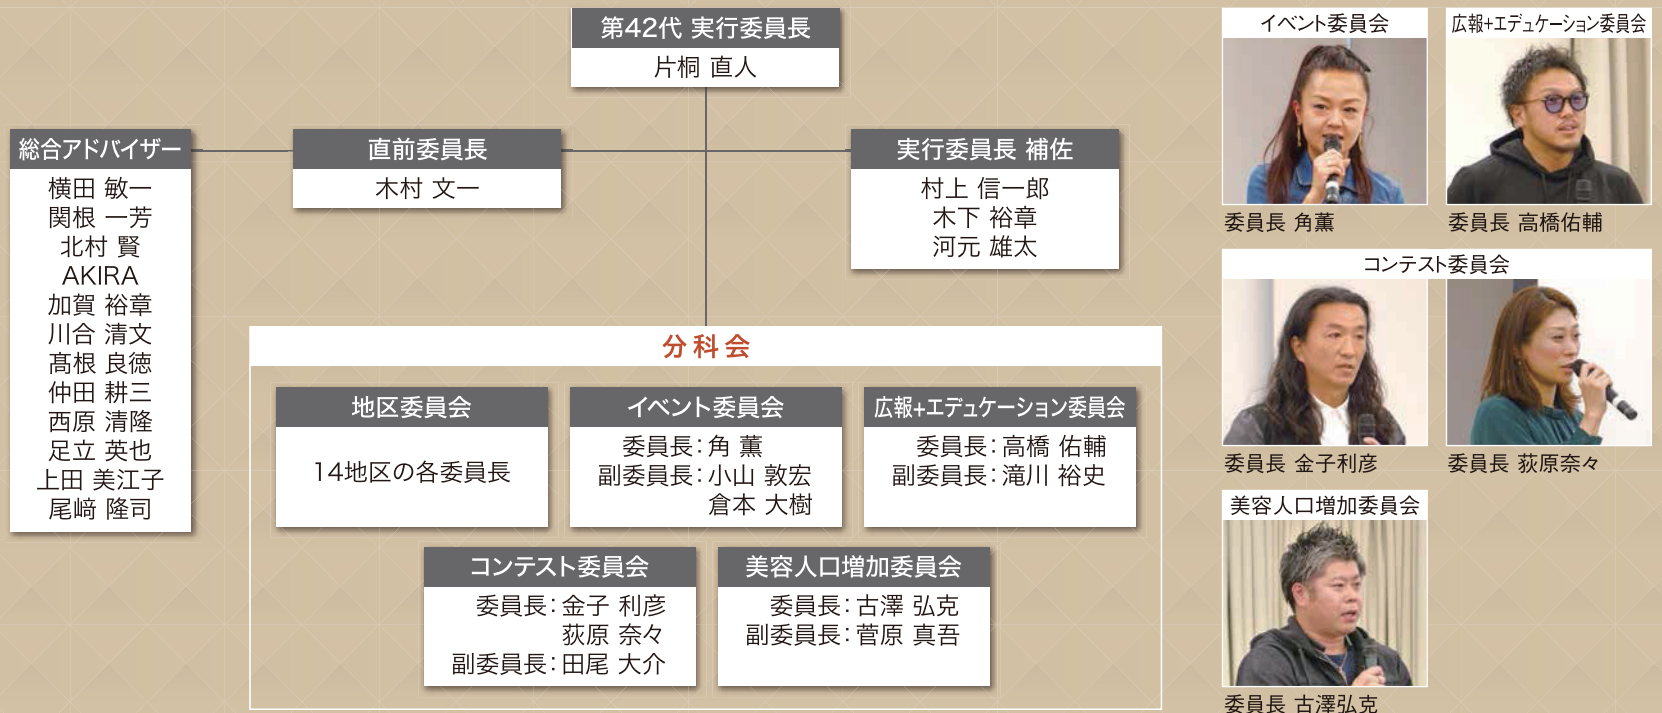 第42代 実行委員長
片桐 直人
総合アドバイザー
横田 敏一
関根 一芳
北村 賢
AKIRA
加賀 裕章
川合 清文
髙根 良徳
仲田 耕三
西原 清隆
足立 英也
上田 美江子
尾﨑 隆司
直前委員長
木村 文一
実行委員長 補佐
村上 信一郎
木下 裕章
河元 雄太
分科会
地区委員会
14地区の各委員長
イベント委員会
委員長：角 薫
副委員長：小山 敦宏
倉本 大樹
広報+エデュケーション委員会
委員長：高橋 佑輔
副委員長：滝川 裕史
コンテスト委員会
委員長：金子 利彦
荻原 奈々
副委員長：田尾 大介
美容人口増加委員会
委員長：古澤 弘克
副委員長：菅原 真吾
イベント委員会
委員長 角薫
広報+エデュケーション委員会
委員長 高橋佑輔
コンテスト委員会
委員長 金子利彦
委員長 荻原奈々
美容人口増加委員会
委員長 古澤弘克